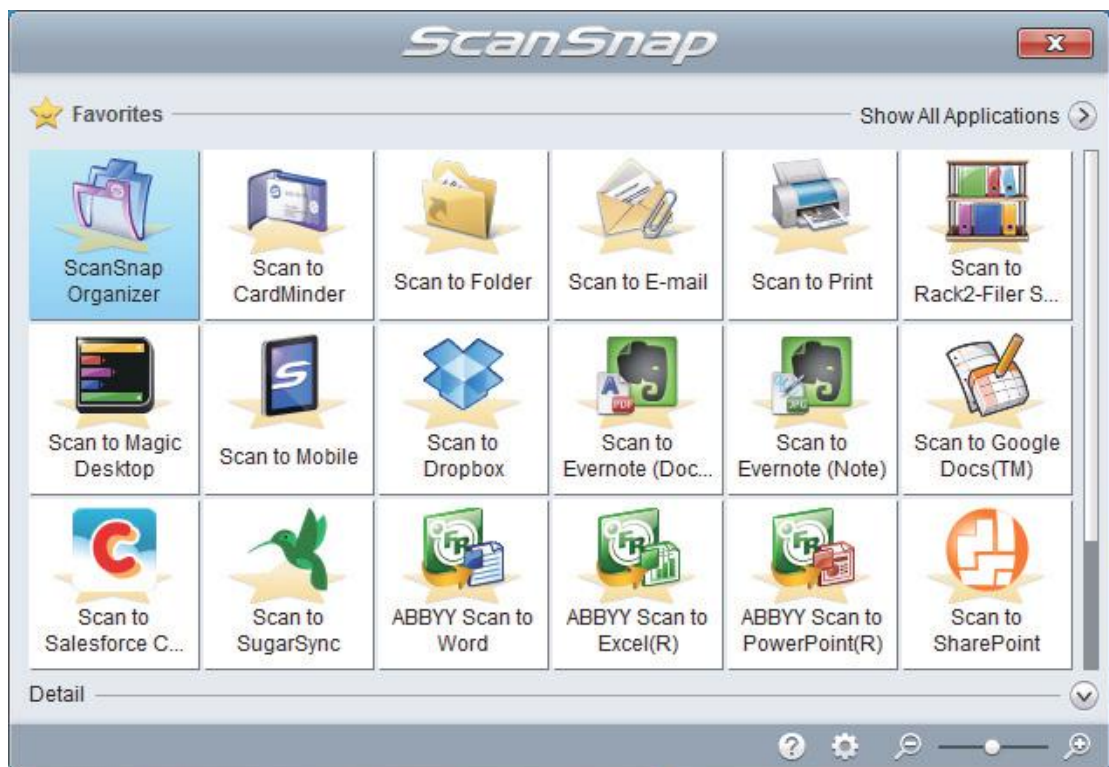 ScanSnap
Favorites
Show All Applications
ScanSnap
Organizer
Scan to
CardMinder
Scan to Folder
Scan to E-mail
Scan to Print
Scan to
Rack2-Filer S...
Scan to Magic
Desktop
Scan to Mobile
Scan to
Dropbox
Scan to
Evernote (Doc...
Scan to
Evernote (Note)
Scan to Google
Docs(TM)
Scan to
Salesforce C...
Scan to
SugarSync
ABBYY Scan to
Word
ABBYY Scan to
Excel(R)
ABBYY Scan to
PowerPoint(R)
Scan to
SharePoint
Detail